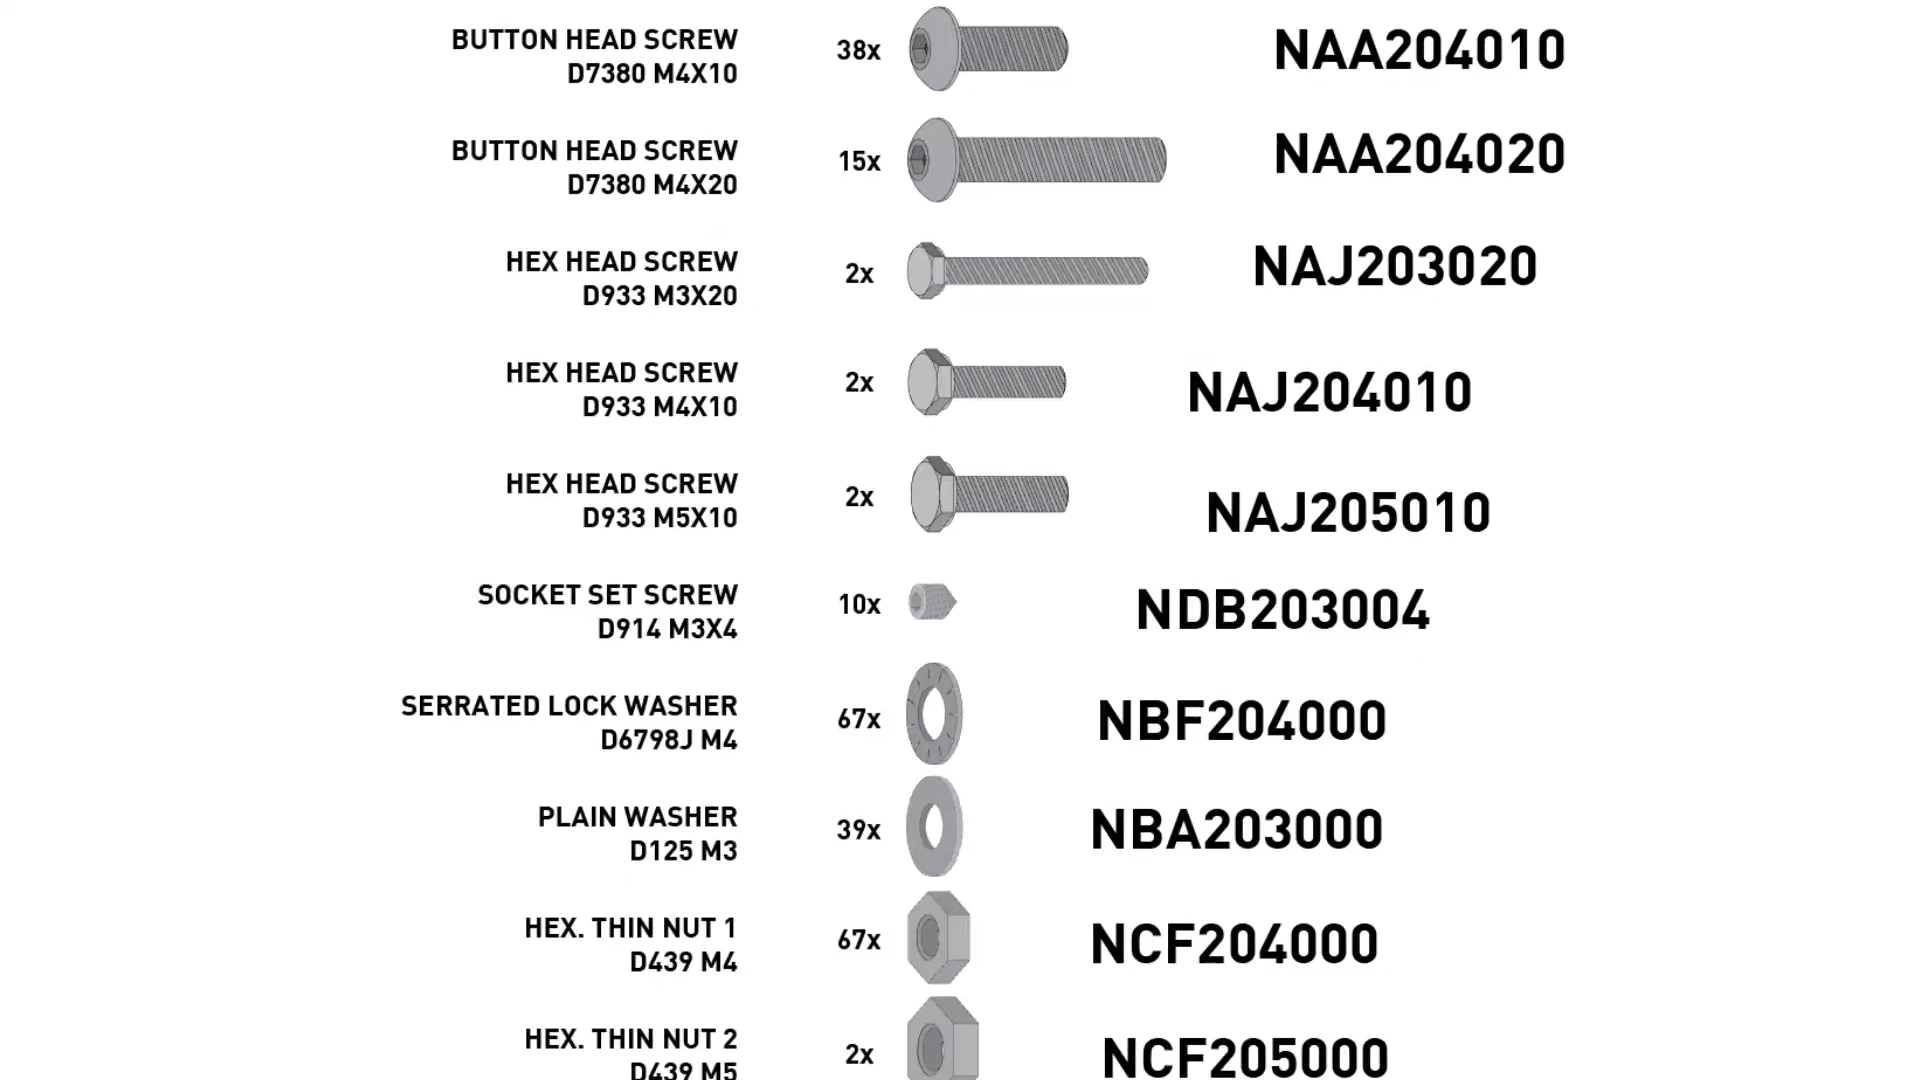 BUTTON HEAD SCREW
D7380 M4X10
38x
NAA204010
BUTTON HEAD SCREW
D7380 M4X20
15x
NAA204020
HEX HEAD SCREW
D933 M3X20
2x
NAJ203020
HEX HEAD SCREW
D933 M4X10
2x
NAJ204010
HEX HEAD SCREW
D933 M5X10
2x
NAJ205010
SOCKET SET SCREW
D914 M3X4
10x
NDB203004
SERRATED LOCK WASHER
D6798J M4
67x
NBF204000
PLAIN WASHER
D125 M3
39x
NBA203000
HEX. THIN NUT 1
D439 M4
67x
NCF204000
HEX. THIN NUT 2
D439 M5
2x
NCF205000